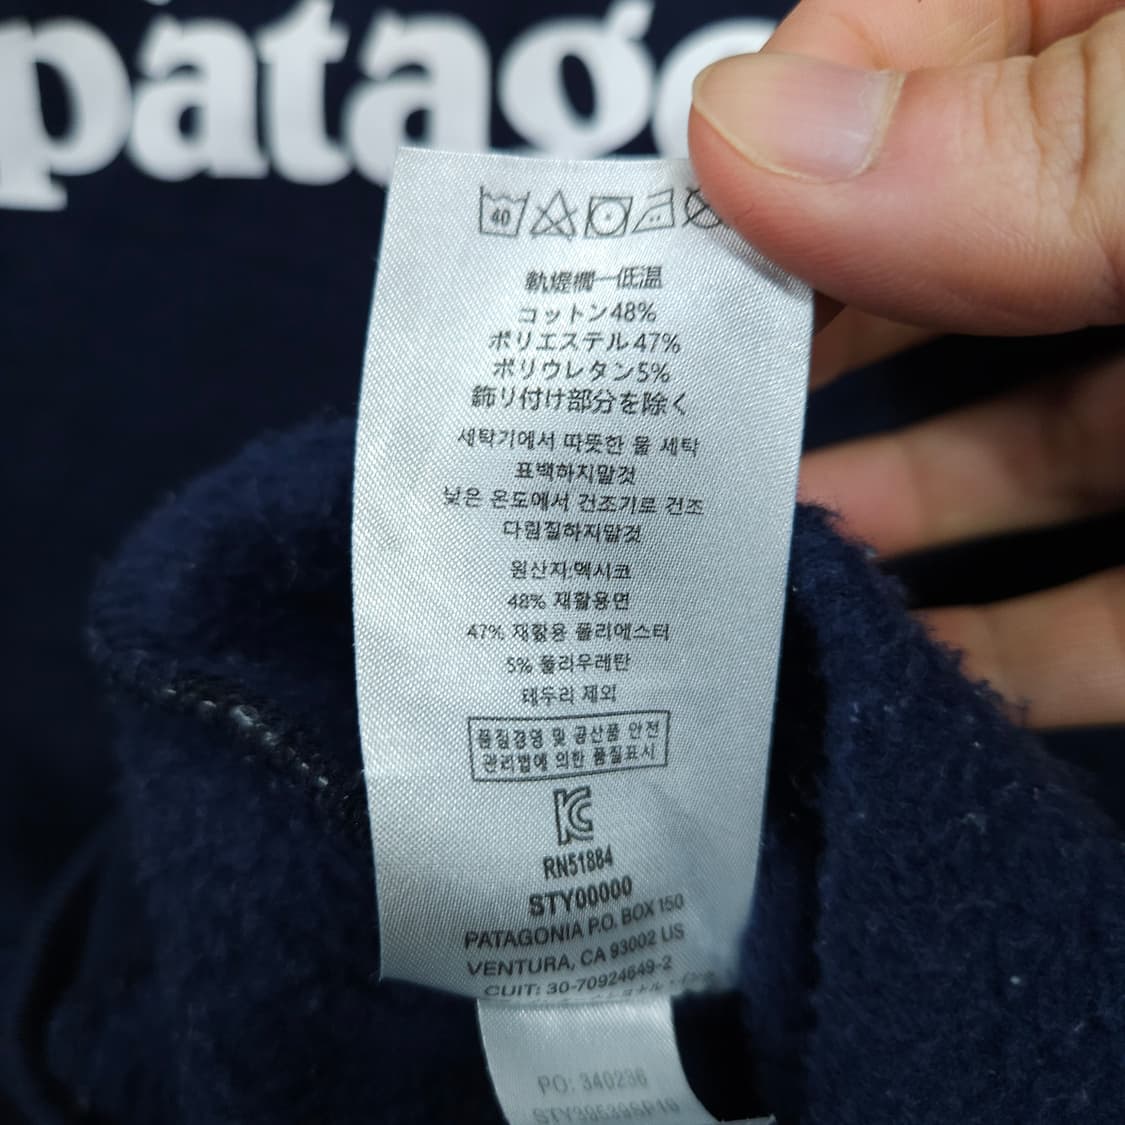 patago
40
コットン48%
ポリエステル47%
ポリウレタン5%
飾り付け部分を除く
세탁기에서 따뜻한 물 세탁
표백하지말것
낮은 온도에서 건조기로 건조
다림질하지말것
원산지:멕시코
48% 재활용면
47% 재활용 폴리에스터
5% 폴리우레탄
테두리 제외
품질경영 및 공산품 안전
관리법에 의한 품질표시
RN51884
STY00000
PATAGONIA P.O. BOX 150
VENTURA, CA 93002 US
CUIT: 30-70924649-2
PO: 340236